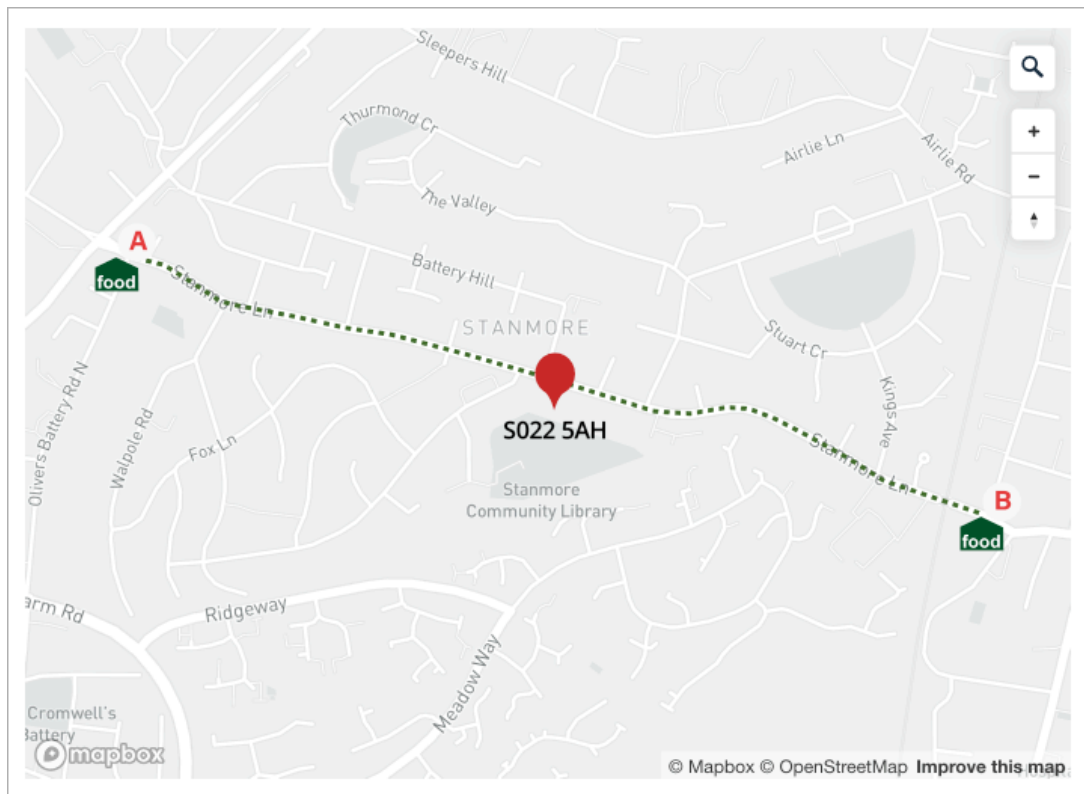 Sleepers Hill
Thurmond Cr
Airlie Ln
Airlie Rd
The Valley
A
food
Stanmore Ln
Battery Hill
STANMORE
Stuart Cr
Kings Ave
S022 5AH
Olivers Battery Rd N
Walpole Rd
Fox Ln
Stanmore Ln
Stanmore
Community Library
B
food
Ridgeway
arm Rd
Meadow Way
Cromwell's
Battery
mapbox
© Mapbox © OpenStreetMap Improve this map